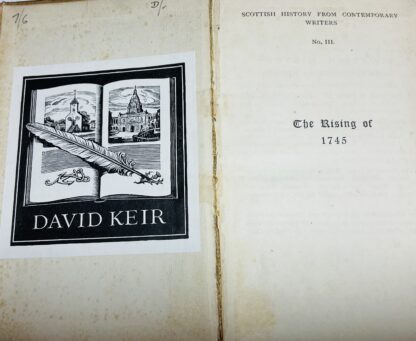 7/6
D/-
DAVID KEIR
SCOTTISH HISTORY FROM CONTEMPORARY
WRITERS
No. III.
The Rising of
1745